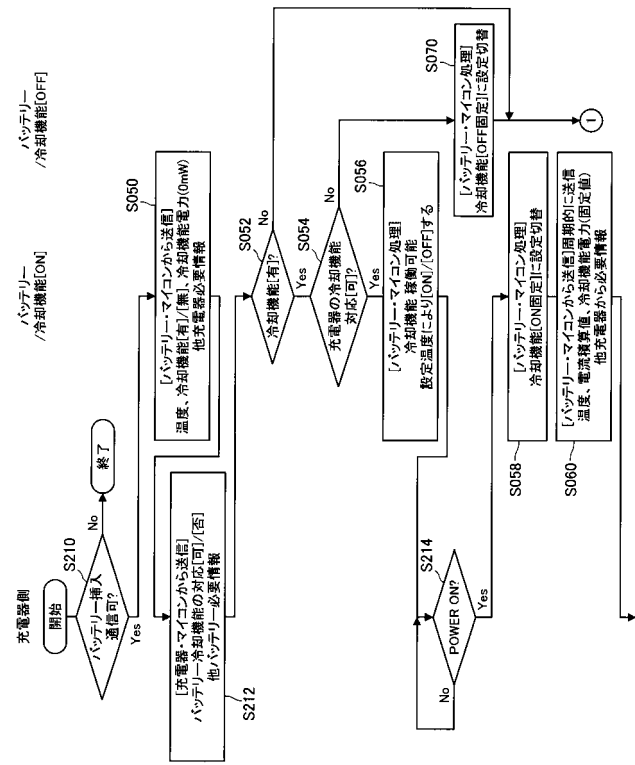 充電器側
バッテリー
/冷却機能[ON]
バッテリー
/冷却機能[OFF]
開始
S210
バッテリー挿入
通信可?
No
終了
Yes
S050
[バッテリー・マイコンから送信]
温度、冷却機能[有]/[無]、冷却機能電力(0mW)
他充電器必要情報
[充電器・マイコンから送信]
バッテリー冷却機能の対応[可]/[否]
他バッテリー必要情報
S212
S052
冷却機能[有]?
No
Yes
S054
充電器の冷却機能
対応[可]?
No
Yes
S056
[バッテリー・マイコン処理]
冷却機能 稼働可能
設定温度により[ON]/[OFF]する
S070
[バッテリー・マイコン処理]
冷却機能[OFF固定]に設定切替
1
S214
POWER ON?
No
Yes
[バッテリー・マイコン処理]
冷却機能[ON固定]に設定切替
S058
[バッテリー・マイコンから送信]周期的に送信
温度、電流積算値、冷却機能電力(固定値)
他充電器から必要情報
S060